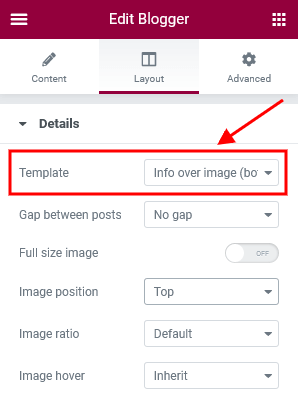 Edit Blogger
Content Layout Advanced
Details
Template Info over image (bo
Gap between posts No gap
Full size image OFF
Image position Top
Image ratio Default
Image hover Inherit